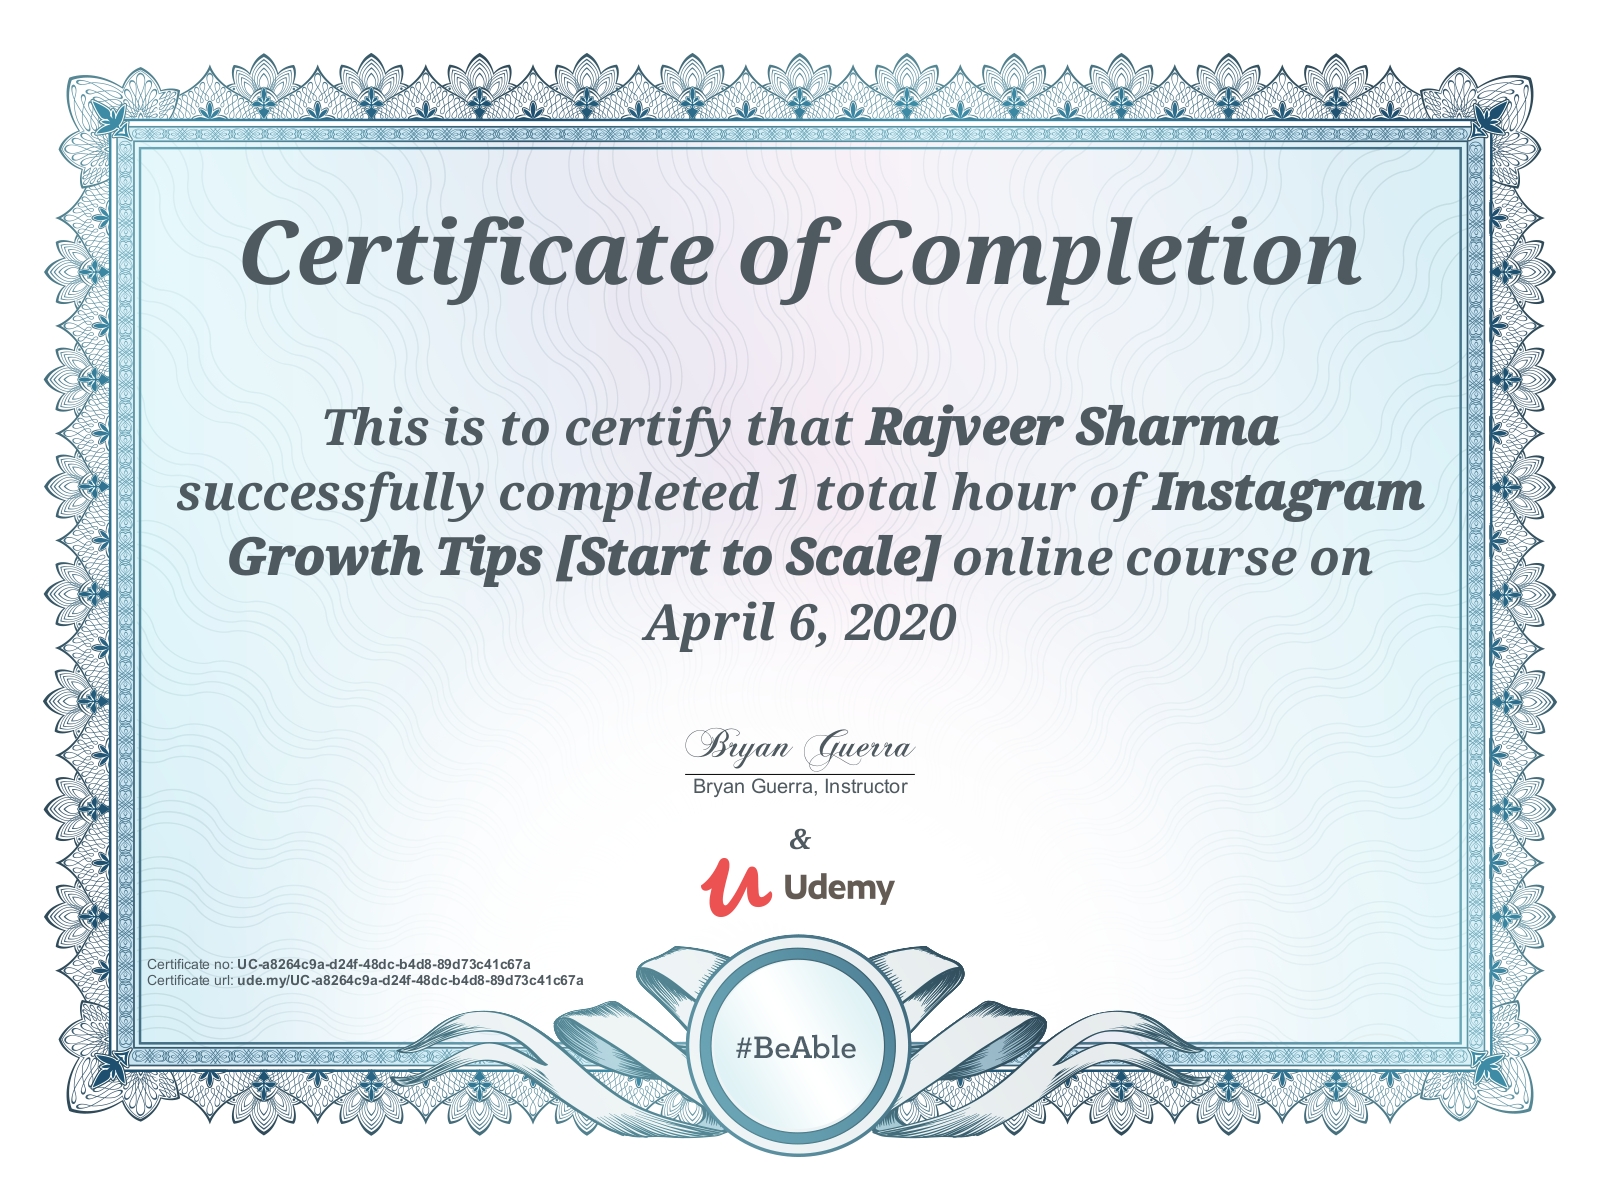 Certificate of Completion
This is to certify that Rajveer Sharma
successfully completed 1 total hour of Instagram
Growth Tips [Start to Scale] online course on
April 6, 2020
Bryan Guerra
Bryan Guerra, Instructor
&
Udemy
Certificate no: UC-a8264c9a-d24f-48dc-b4d8-89d73c41c67a
Certificate url: ude.my/UC-a8264c9a-d24f-48dc-b4d8-89d73c41c67a
#BeAble